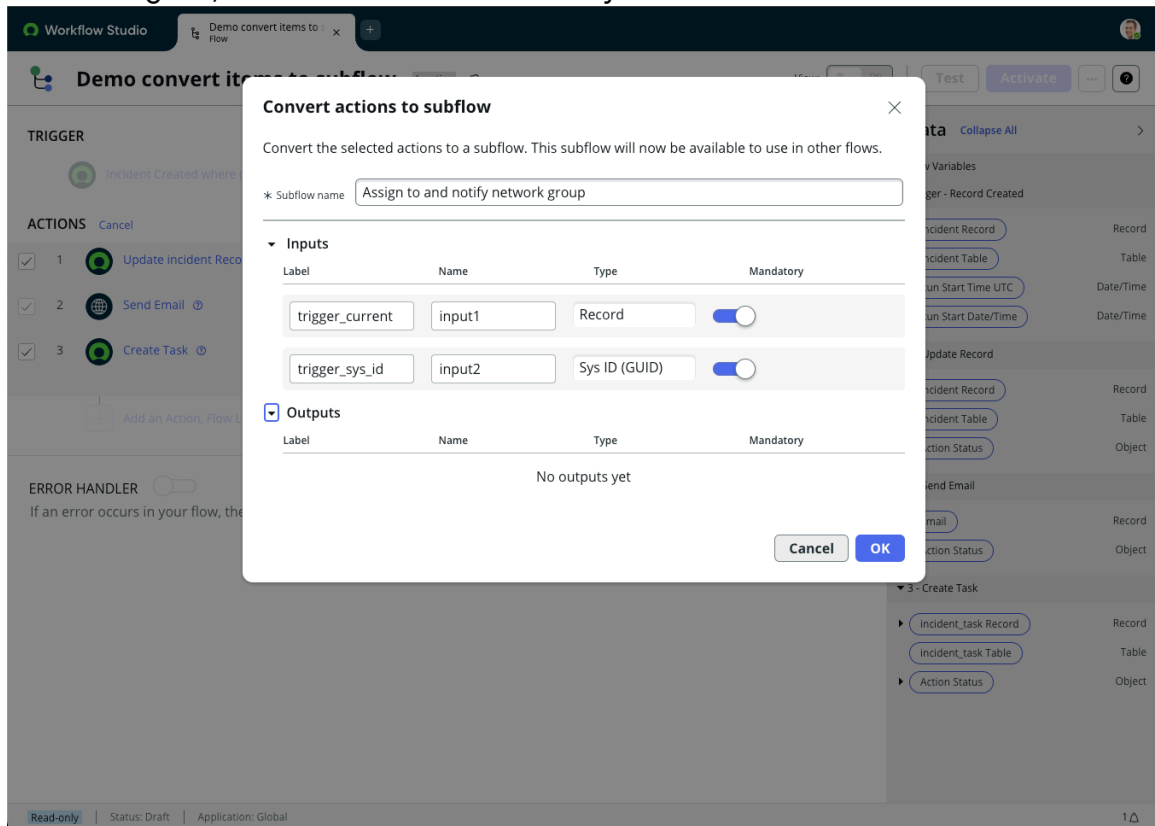 Workflow Studio
Demo convert items to
Flow
Demo convert items to subflow
Test
Activate
TRIGGER
Incident Created where
ACTIONS Cancel
1 Update incident Reco
2 Send Email
3 Create Task
Add an Action, Flow L
ERROR HANDLER
If an error occurs in your flow, the
Convert actions to subflow
Convert the selected actions to a subflow. This subflow will now be available to use in other flows.
* Subflow name Assign to and notify network group
Inputs
Label Name Type Mandatory
trigger_current input1 Record
trigger_sys_id input2 Sys ID (GUID)
Outputs
Label Name Type Mandatory
No outputs yet
Cancel OK
ata Collapse All
Variables
ger - Record Created
ncident Record Record
ncident Table Table
un Start Time UTC Date/Time
un Start Date/Time Date/Time
Update Record
ncident Record Record
ncident Table Table
ction Status Object
Send Email
mail Record
ction Status Object
3 - Create Task
incident_task Record Record
incident_task Table Table
Action Status Object
Read-only | Status: Draft | Application: Global
1